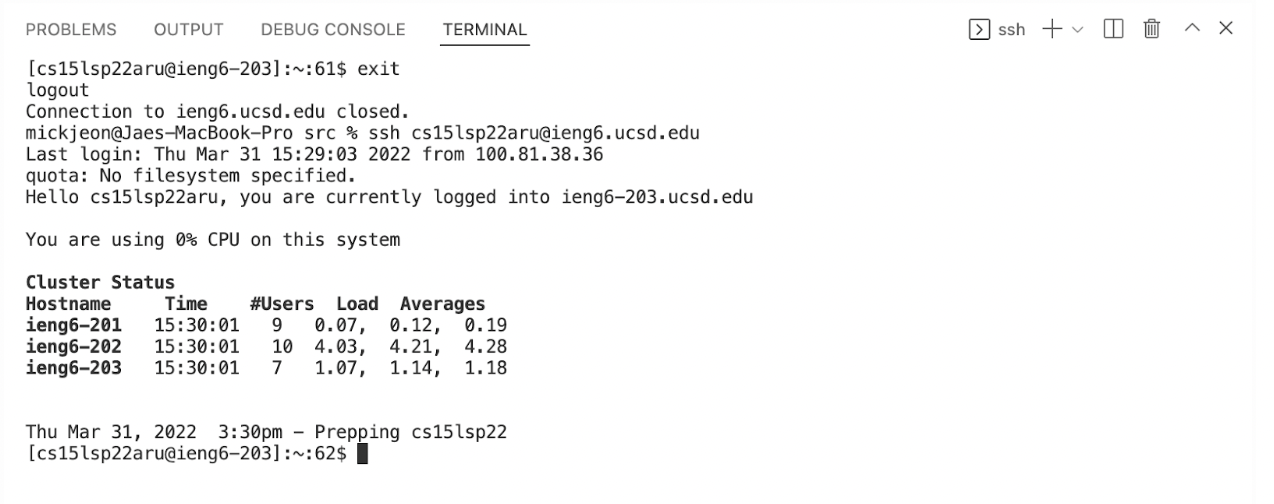 PROBLEMS OUTPUT DEBUG CONSOLE TERMINAL ssh
[cs15lsp22aru@ieng6-203]:~:61$ exit
logout
Connection to ieng6.ucsd.edu closed.
mickjeon@Jaes-MacBook-Pro src % ssh cs15lsp22aru@ieng6.ucsd.edu
Last login: Thu Mar 31 15:29:03 2022 from 100.81.38.36
quota: No filesystem specified.
Hello cs15lsp22aru, you are currently logged into ieng6-203.ucsd.edu
You are using 0% CPU on this system
Cluster Status
Hostname Time #Users Load Averages
ieng6-201 15:30:01 9 0.07, 0.12, 0.19
ieng6-202 15:30:01 10 4.03, 4.21, 4.28
ieng6-203 15:30:01 7 1.07, 1.14, 1.18
Thu Mar 31, 2022 3:30pm - Prepping cs15lsp22
[cs15lsp22aru@ieng6-203]:~:62$